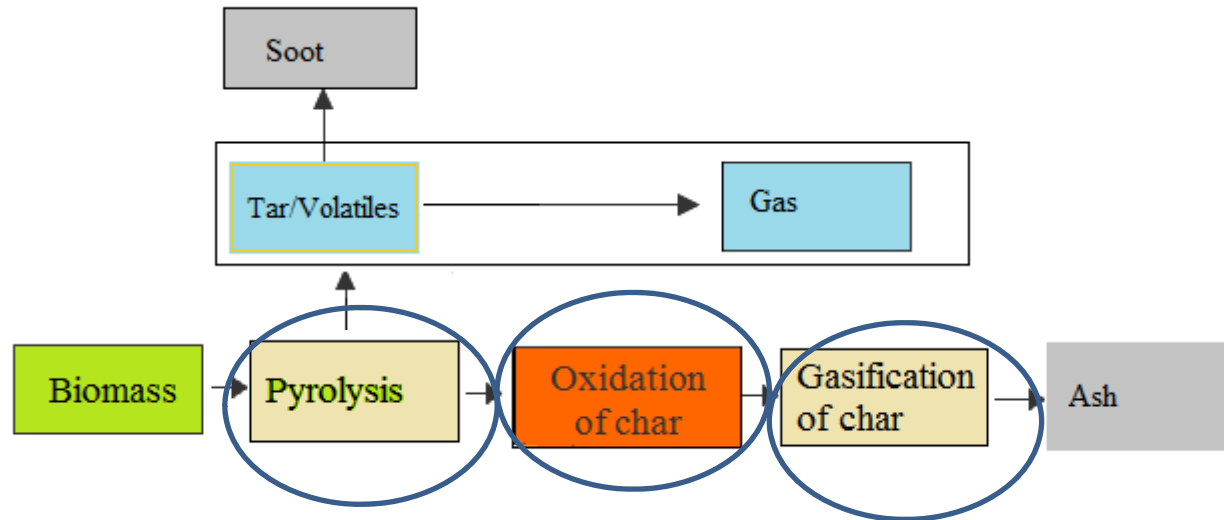 Soot
Tar/Volatiles
Gas
Biomass
Pyrolysis
Oxidation
of char
Gasification
of char
Ash